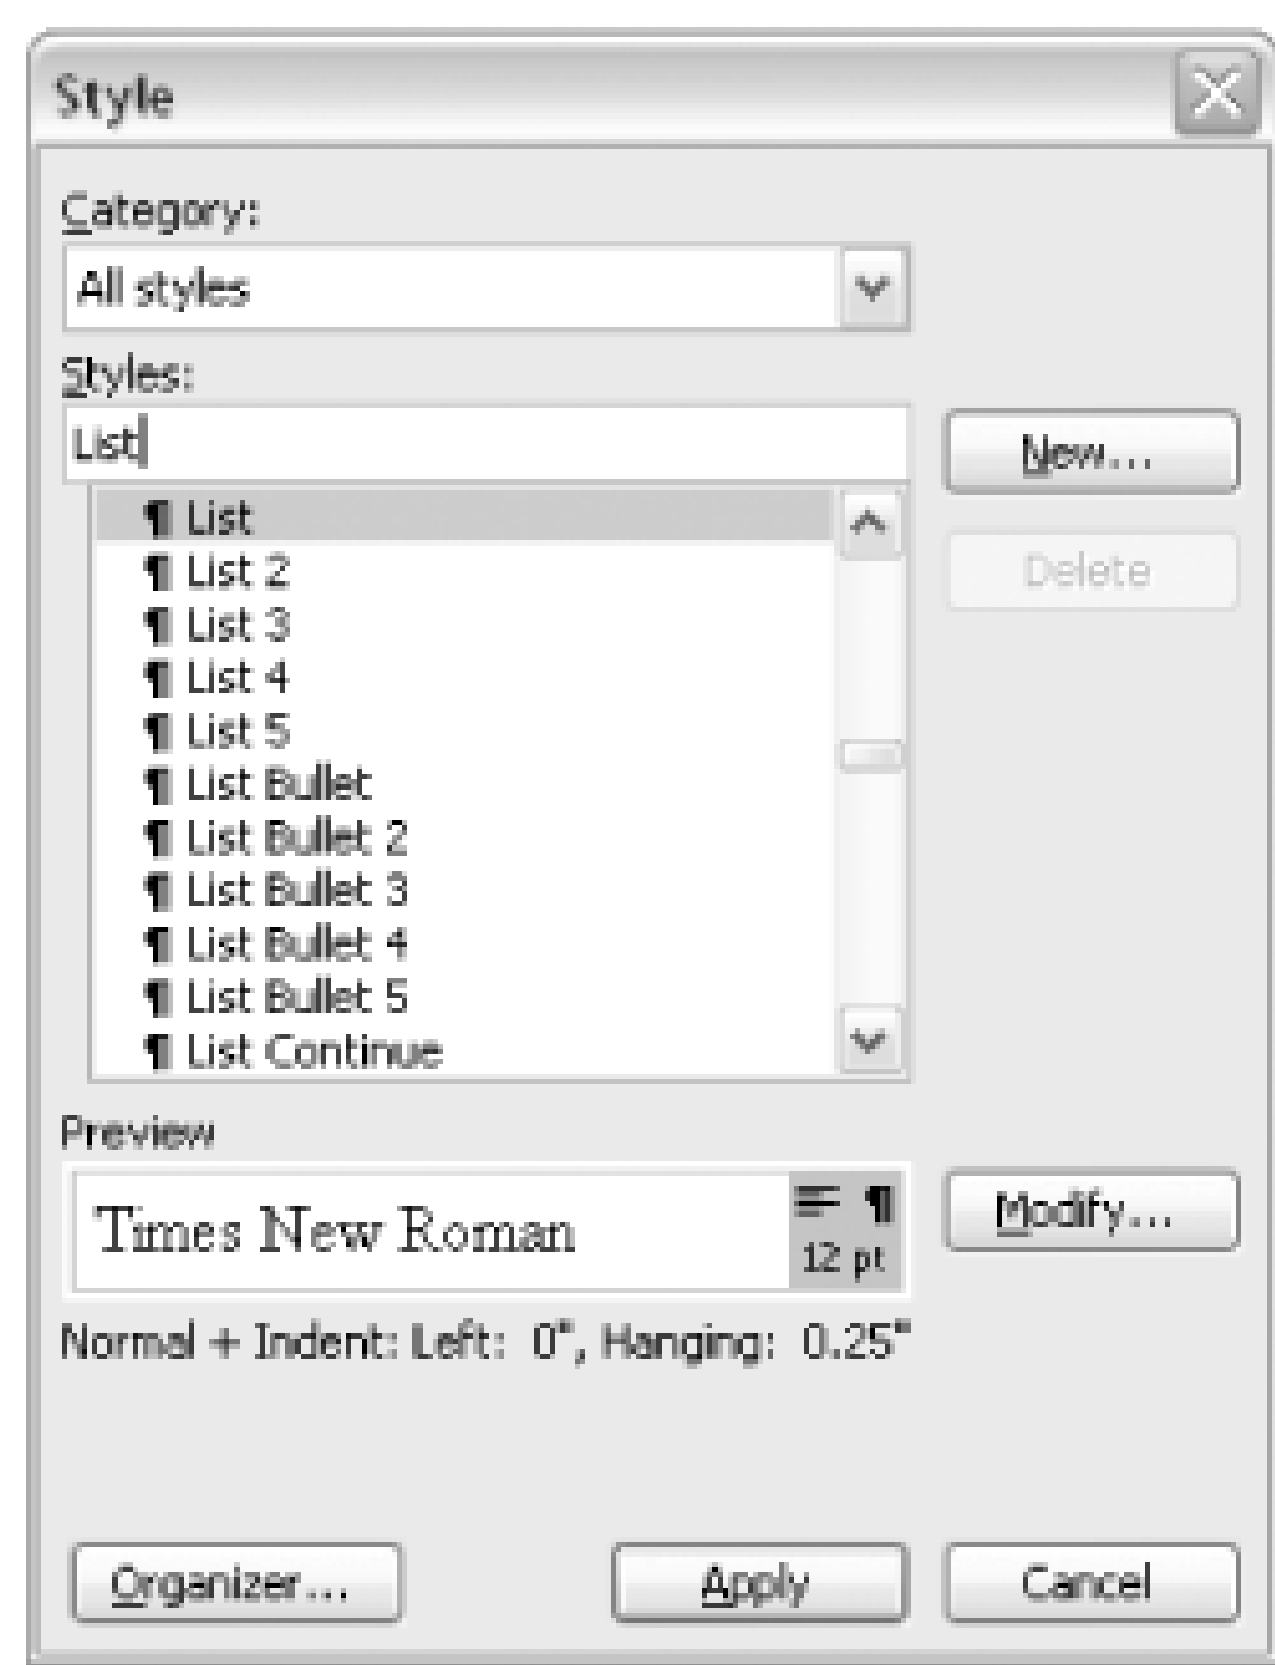 Style
Category:
All styles
Styles:
List
New...
¶ List
¶ List 2
Delete
¶ List 3
¶ List 4
¶ List 5
¶ List Bullet
¶ List Bullet 2
¶ List Bullet 3
¶ List Bullet 4
¶ List Bullet 5
¶ List Continue
Preview
Times New Roman
¶
12 pt
Modify...
Normal + Indent: Left: 0", Hanging: 0.25"
Organizer... Apply Cancel